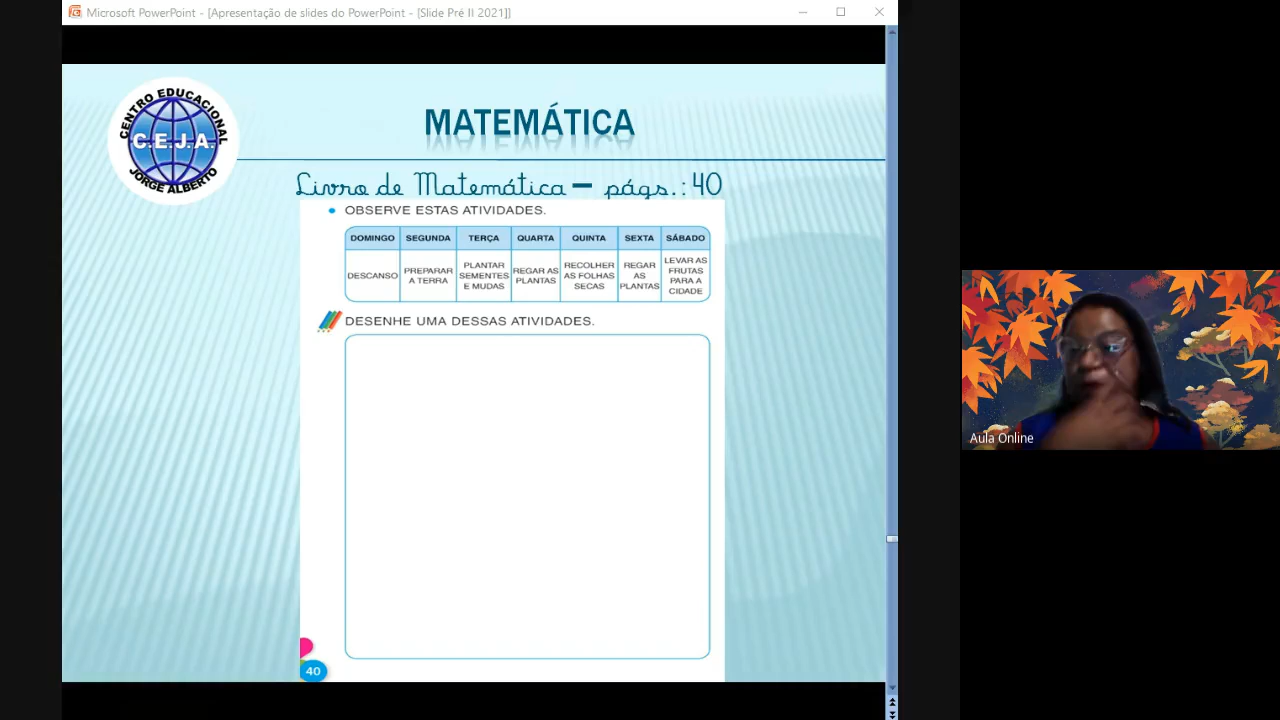 Microsoft PowerPoint - [Apresentação de slides do PowerPoint - [Slide Pré II 2021]]
CENTRO EDUCACIONAL
C.E.J.A.
JORGE ALBERTO
MATEMÁTICA
Livro de Matemática – págs.: 40
• OBSERVE ESTAS ATIVIDADES.
DOMINGO SEGUNDA TERÇA QUARTA QUINTA SEXTA SÁBADO
DESCANSO
PREPARAR
A TERRA
PLANTAR
SEMENTES
E MUDAS
REGAR AS
PLANTAS
RECOLHER
AS FOLHAS
SECAS
REGAR
AS
PLANTAS
LEVAR AS
FRUTAS
PARA A
CIDADE
DESENHE UMA DESSAS ATIVIDADES.
40
Aula Online